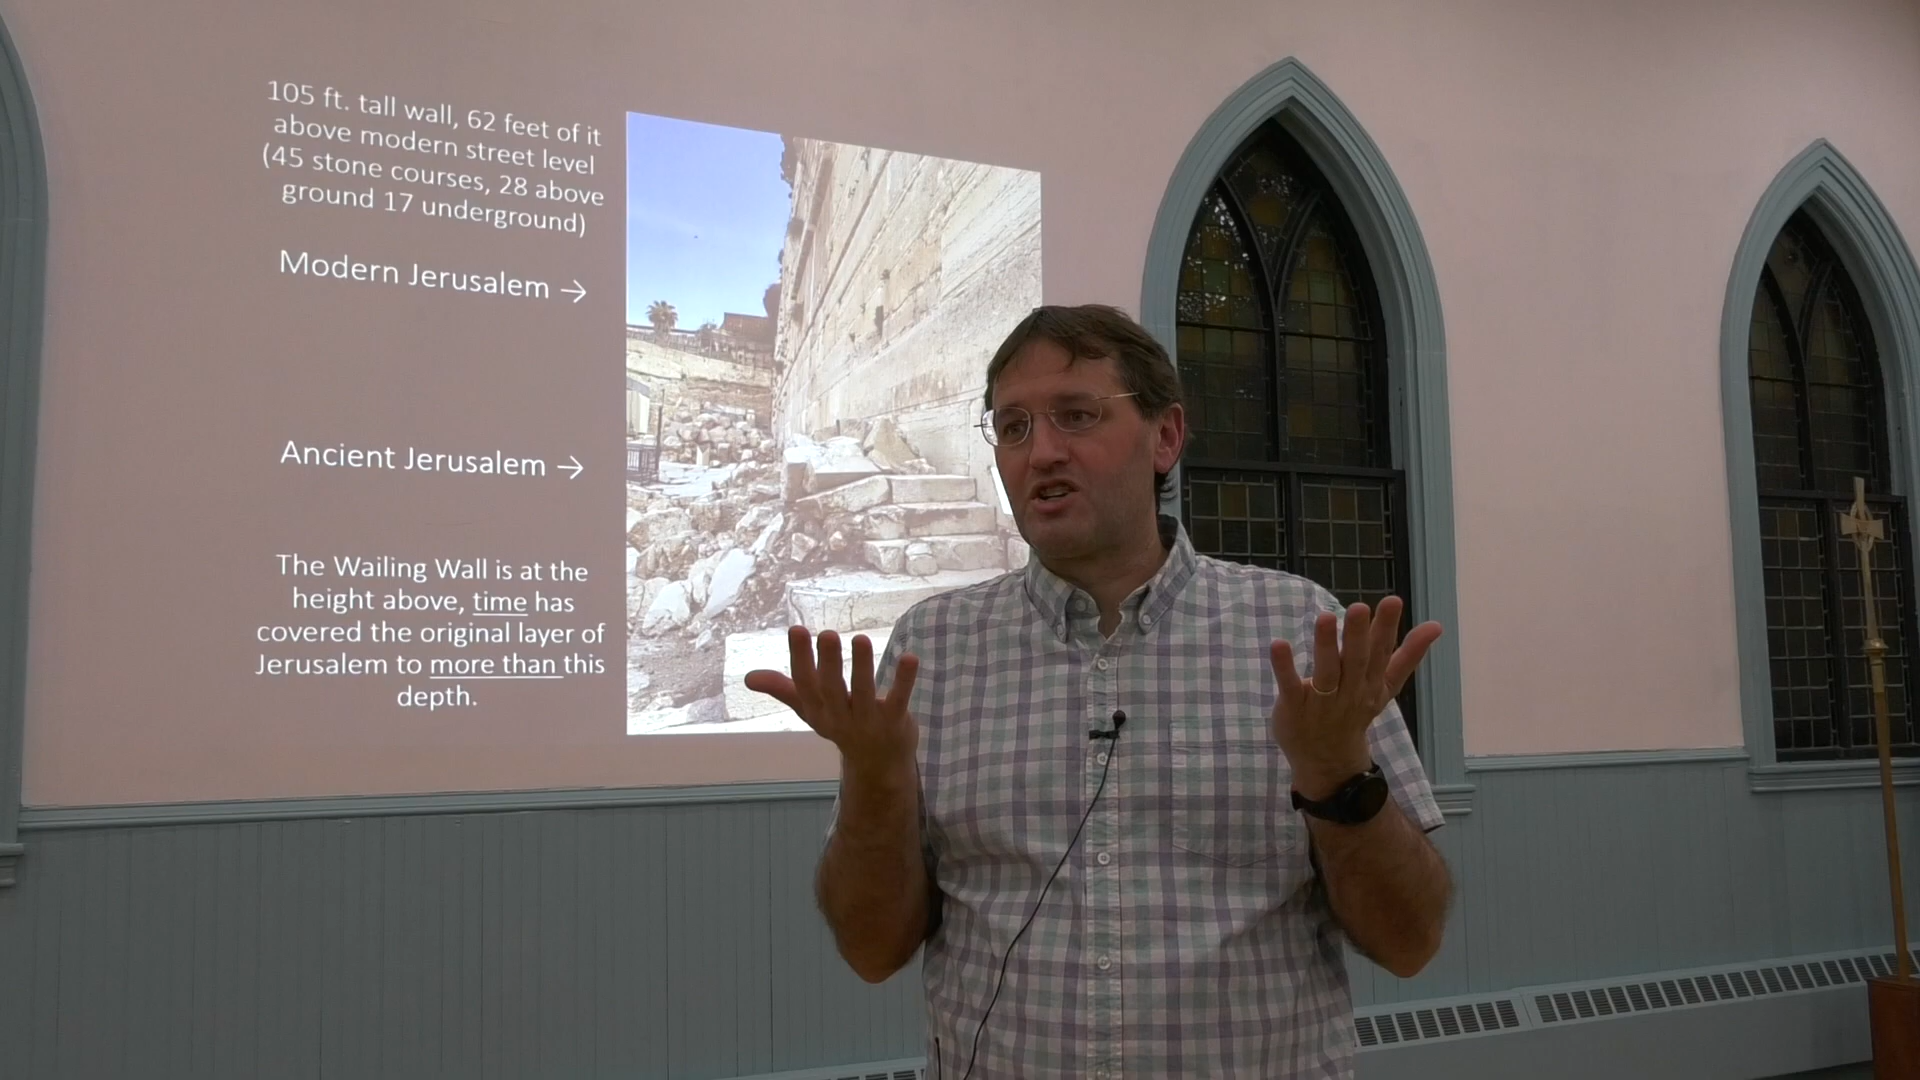 105 ft. tall wall, 62 feet of it
above modern street level
(45 stone courses, 28 above
ground 17 underground)
Modern Jerusalem →
Ancient Jerusalem →
The Wailing Wall is at the
height above, time has
covered the original layer of
Jerusalem to more than this
depth.